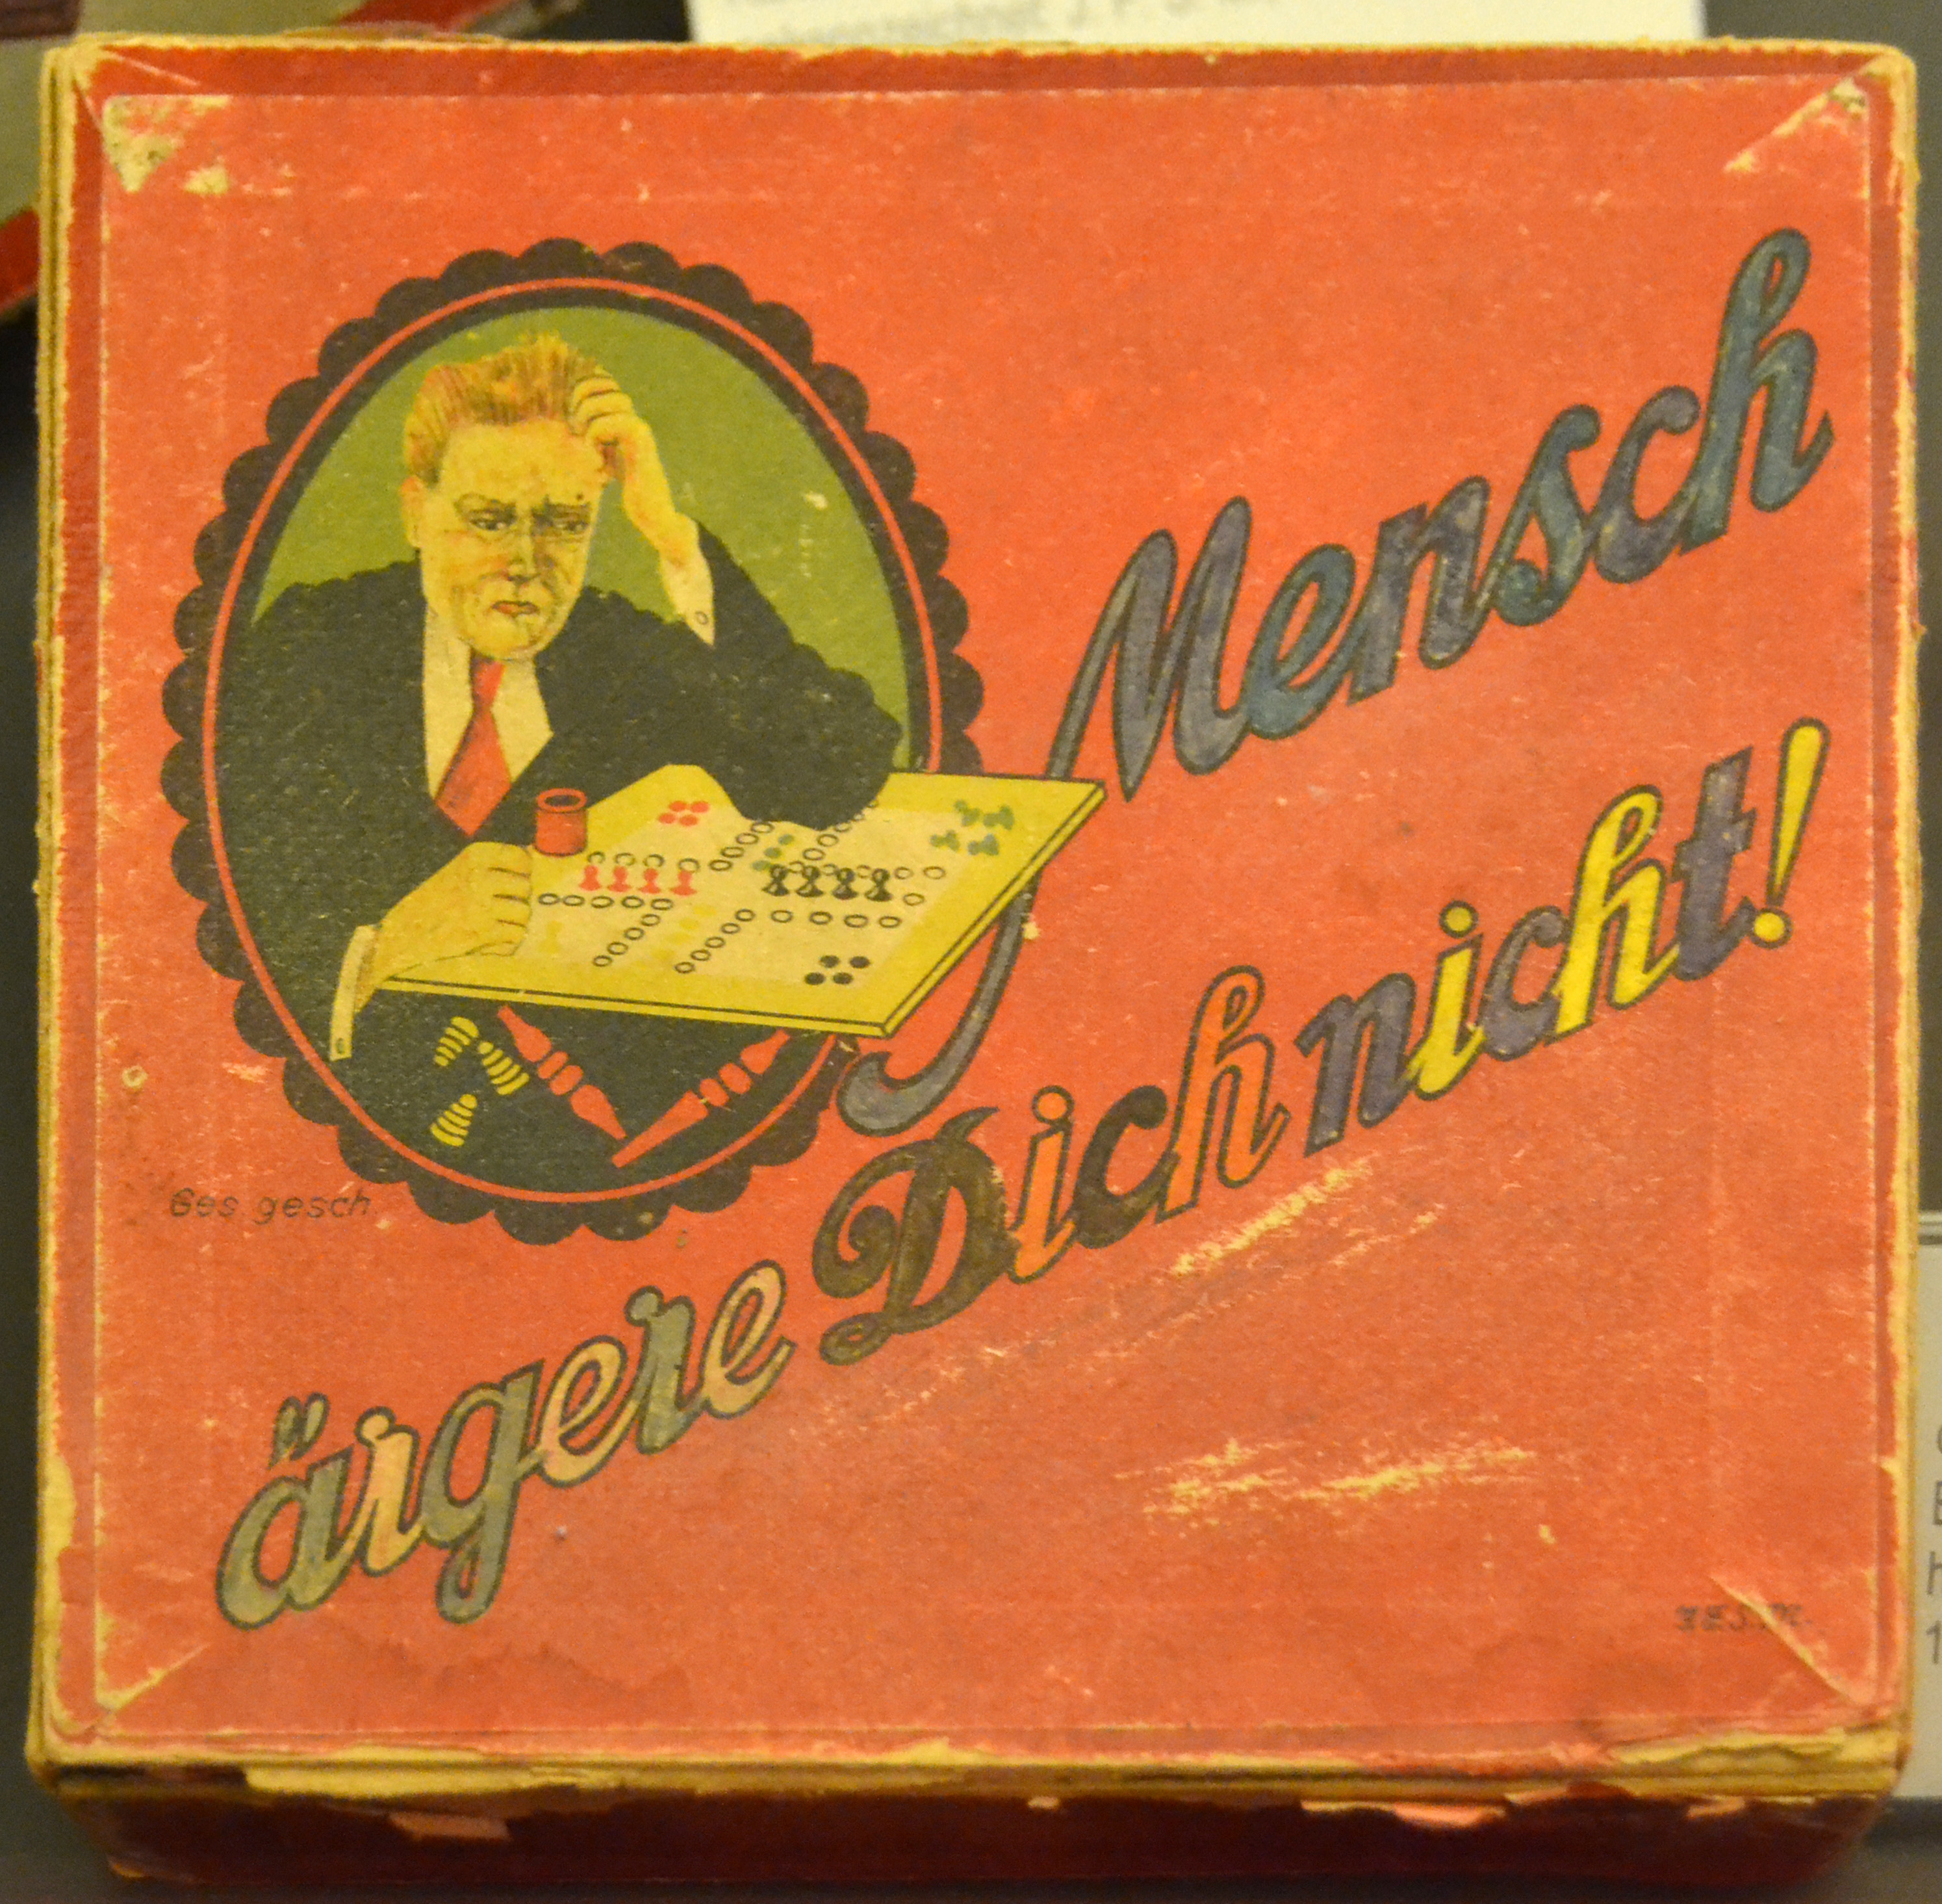 Mensch
ärgere Dich nicht!
Ges. gesch.